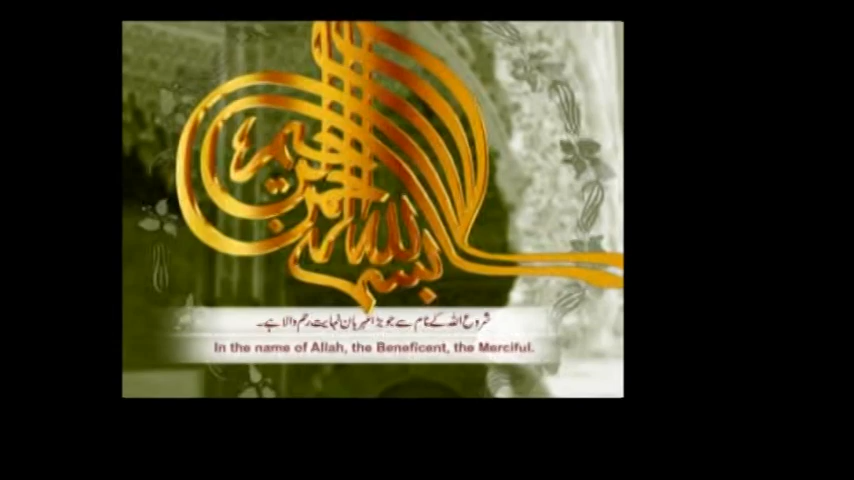 بسم الله الرحمن الرحيم
شروع اللہ کے نام سے جو بڑا مہربان نہایت رحم والا ہے۔
In the name of Allah, the Beneficent, the Merciful.